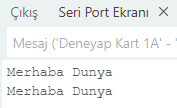 Çıkış Seri Port Ekranı ×
Mesaj ('Deneyap Kart 1A' - '
Merhaba Dunya
Merhaba Dunya